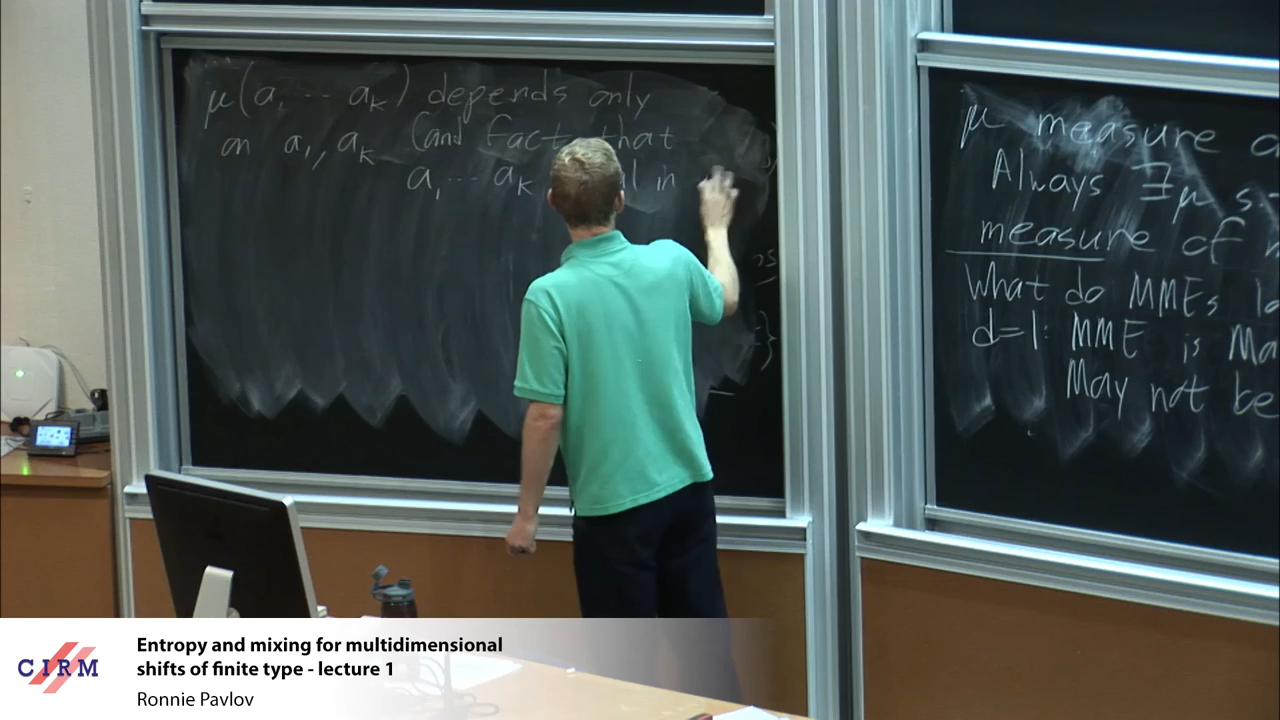 μ(a₁ ... aₖ) depends only
on a₁, aₖ (and fact that
a₁ ... aₖ in
μ measure
Always ∃μ s.t.
measure of
What do MMEs
d=1: MME is
May not be
CIRM
Entropy and mixing for multidimensional
shifts of finite type - lecture 1
Ronnie Pavlov